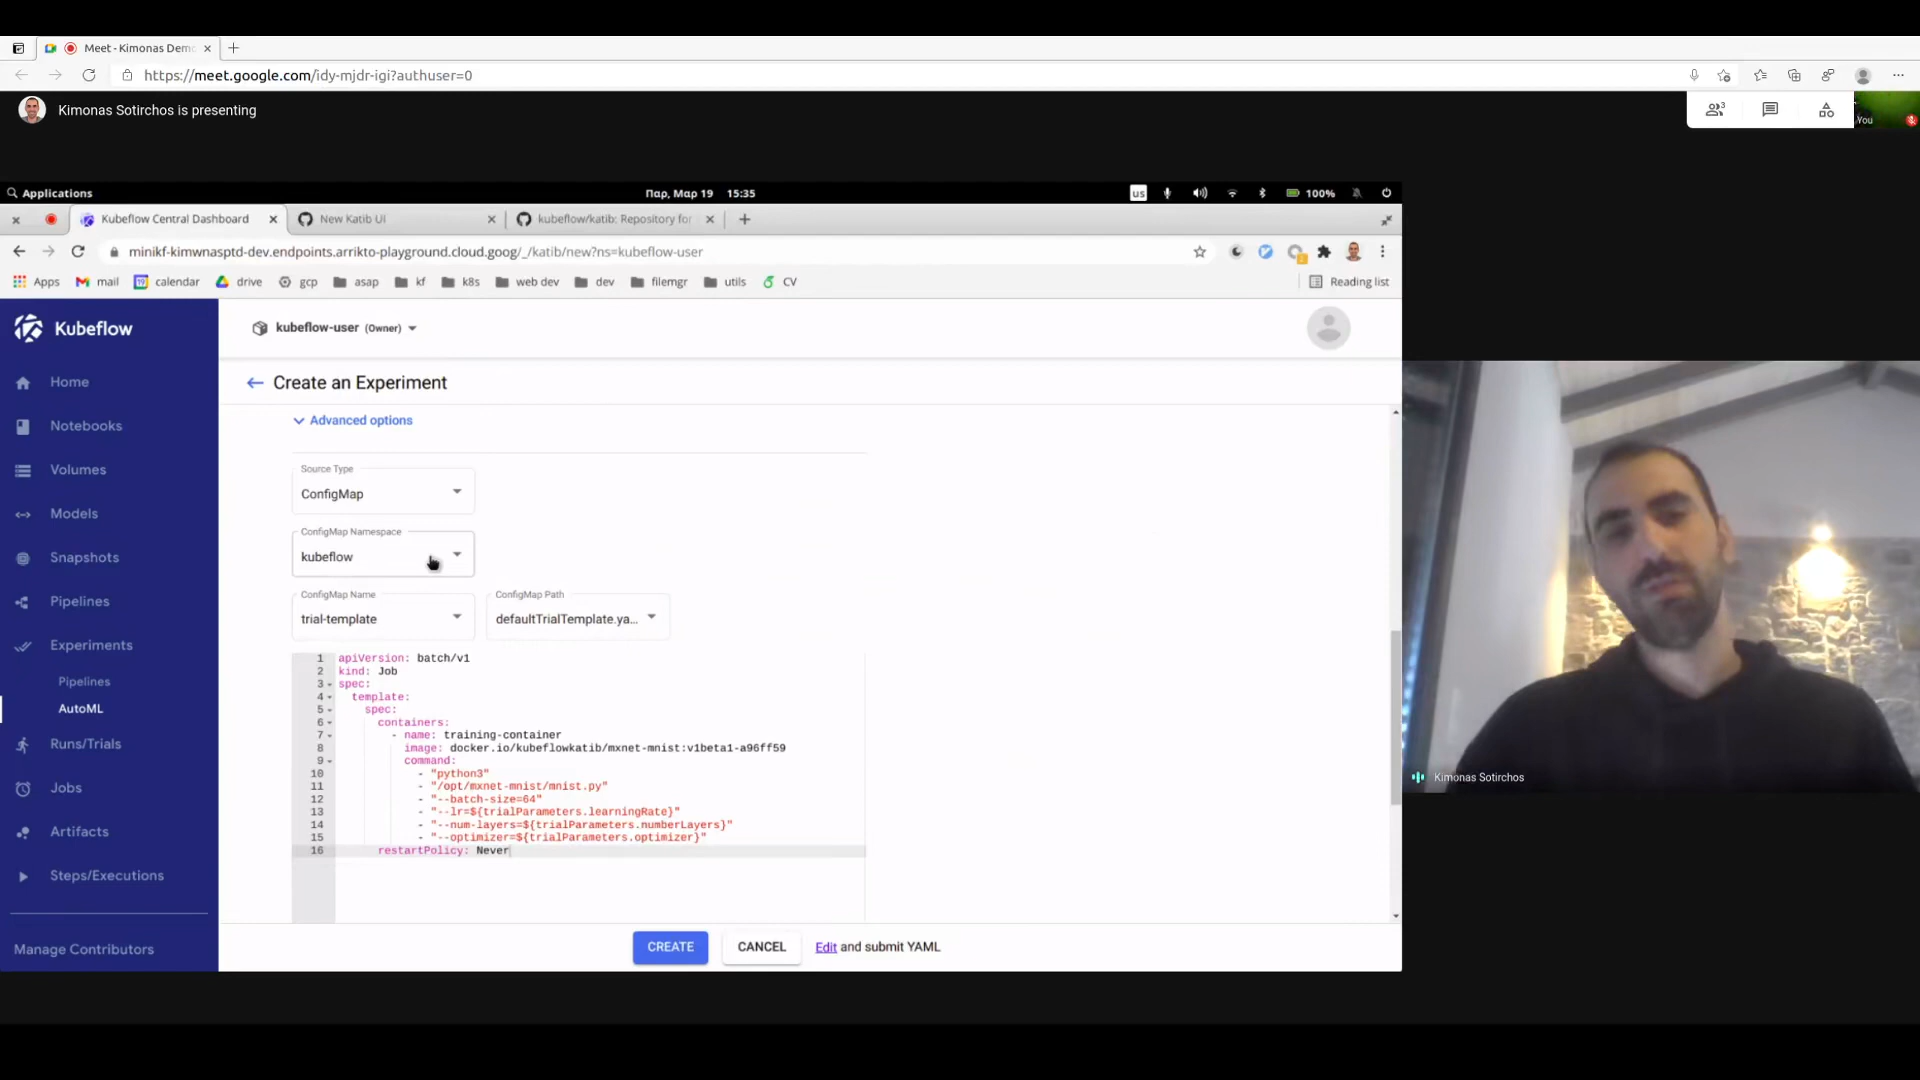 Meet - Kimonas Dem
https://meet.google.com/idy-mjdr-igi?authuser=0
Kimonas Sotirchos is presenting
3
You
Applications
Παρ, Μαρ 19 15:35
us
100%
Kubeflow Central Dashboard
New Katib UI
kubeflow/katib: Repository for
minikf-kimwnasptd-dev.endpoints.arrikto-playground.cloud.goog/_/katib/new?ns=kubeflow-user
Apps
mail
calendar
drive
gcp
asap
kf
k8s
web dev
dev
filemgr
utils
CV
Reading list
Kubeflow
kubeflow-user (Owner)
Home
Notebooks
Volumes
Models
Snapshots
Pipelines
Experiments
Pipelines
AutoML
Runs/Trials
Jobs
Artifacts
Steps/Executions
Manage Contributors
Create an Experiment
Advanced options
Source Type
ConfigMap
ConfigMap Namespace
kubeflow
ConfigMap Name
trial-template
ConfigMap Path
defaultTrialTemplate.ya...
1 apiVersion: batch/v1
2 kind: Job
3 spec:
4 template:
5 spec:
6 containers:
7 - name: training-container
8 image: docker.io/kubeflowkatib/mxnet-mnist:v1beta1-a96ff59
9 command:
10 - "python3"
11 - "/opt/mxnet-mnist/mnist.py"
12 - "--batch-size=64"
13 - "--lr=${trialParameters.learningRate}"
14 - "--num-layers=${trialParameters.numberLayers}"
15 - "--optimizer=${trialParameters.optimizer}"
16 restartPolicy: Never
CREATE
CANCEL
Edit and submit YAML
Kimonas Sotirchos